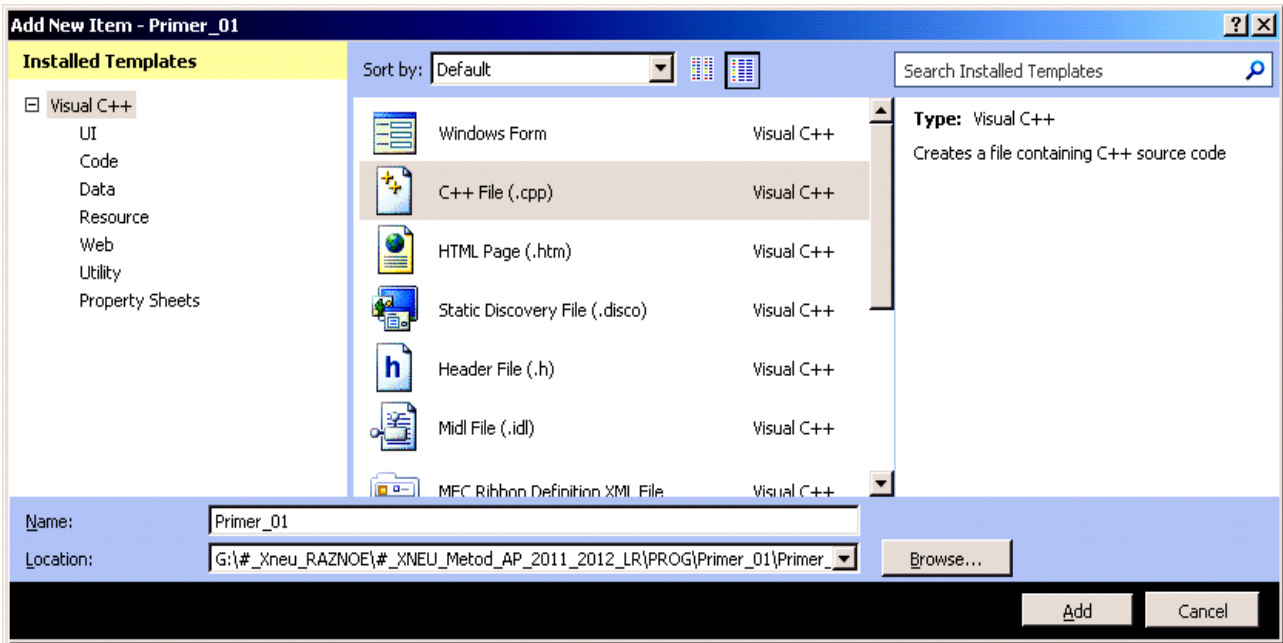 Add New Item - Primer_01
Installed Templates
Visual C++
UI
Code
Data
Resource
Web
Utility
Property Sheets
Sort by: Default
Windows Form Visual C++
C++ File (.cpp) Visual C++
HTML Page (.htm) Visual C++
Static Discovery File (.disco) Visual C++
Header File (.h) Visual C++
Midl File (.idl) Visual C++
MFC Ribbon Definition XML File Visual C++
Search Installed Templates
Type: Visual C++
Creates a file containing C++ source code
Name: Primer_01
Location: G:\#_Xneu_RAZNOE\#_XNEU_Metod_AP_2011_2012_LR\PROG\Primer_01\Primer_
Browse...
Add Cancel